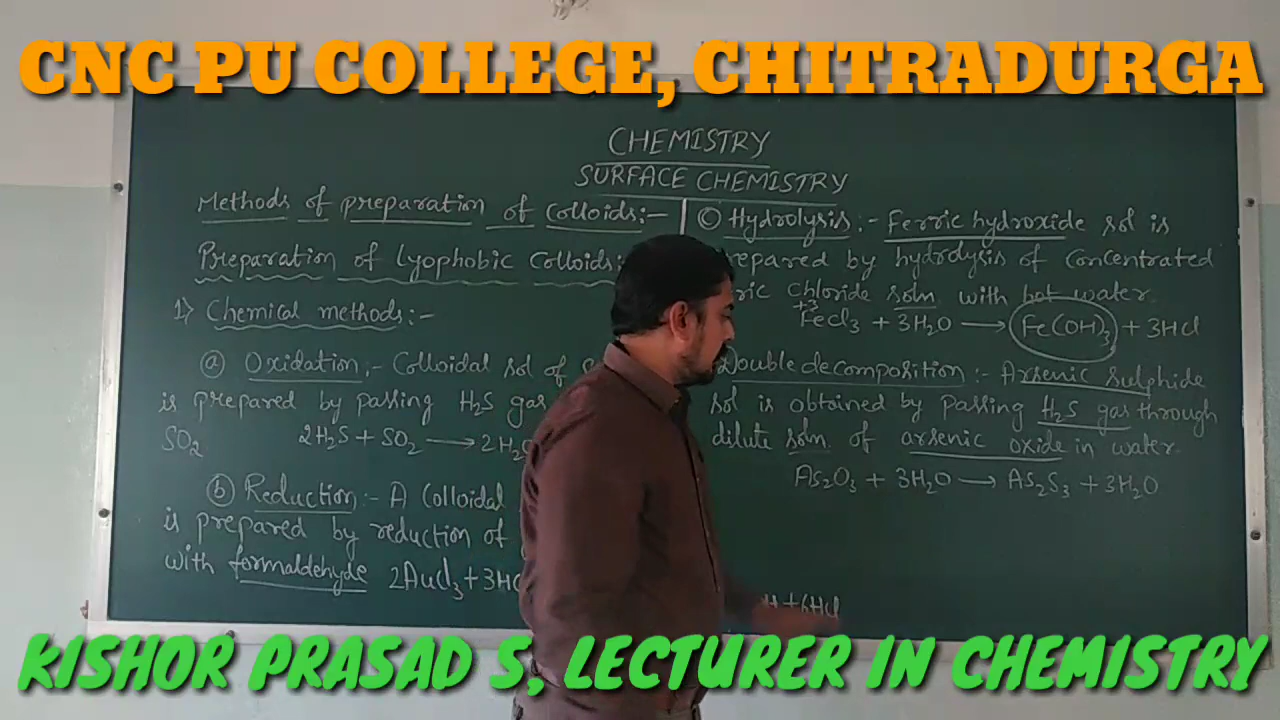 CNC PU COLLEGE, CHITRADURGA
CHEMISTRY
SURFACE CHEMISTRY
Methods of preparation of Colloids:-
Preparation of Lyophobic Colloids:
1) Chemical methods:-
ⓐ Oxidation:- Colloidal sol of
is prepared by passing H₂S gas
SO₂ 2H₂S + SO₂ ⟶ 2H₂O
ⓑ Reduction:- A Colloidal
is prepared by reduction of
with formaldehyde 2AuCl₃ + 3HC
H + 6HCl
ⓒ Hydrolysis:- Ferric hydroxide sol is
repared by hydrolysis of Concentrated
ric Chloride soln with hot water.
+3
FeCl₃ + 3H₂O ⟶ Fe(OH)₃ + 3HCl
Double decomposition:- Arsenic sulphide
sol is obtained by passing H₂S gas through
dilute soln of arsenic oxide in water.
As₂O₃ + 3H₂O ⟶ As₂S₃ + 3H₂O
KISHOR PRASAD S, LECTURER IN CHEMISTRY